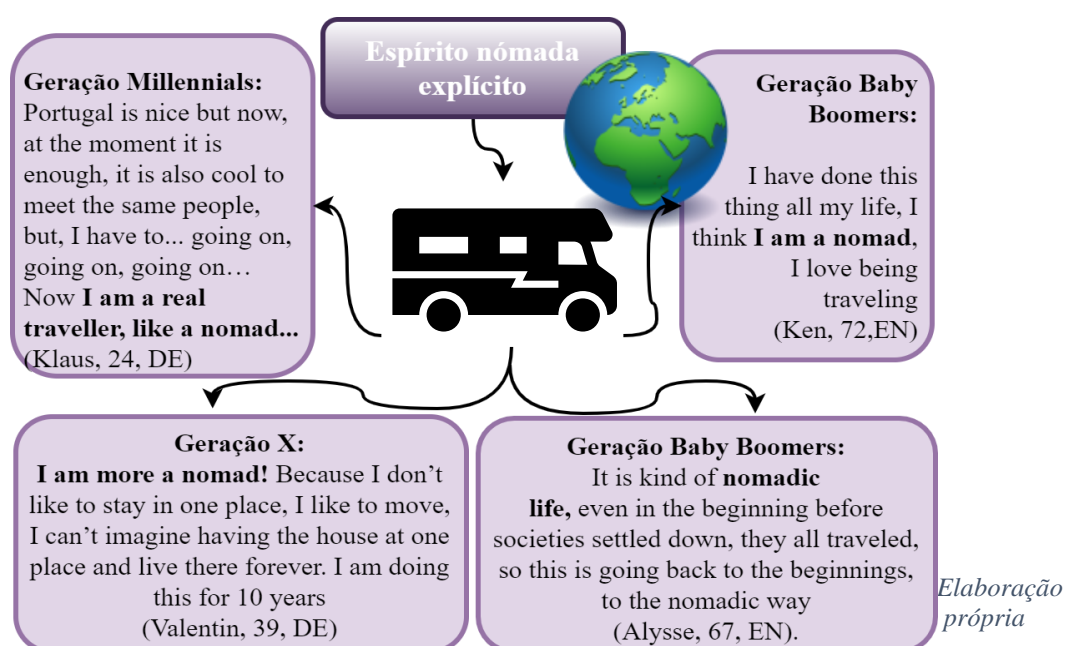 Espírito nómada
explícito
Geração Millennials:
Portugal is nice but now,
at the moment it is
enough, it is also cool to
meet the same people,
but, I have to... going on,
going on, going on…
Now I am a real
traveller, like a nomad...
(Klaus, 24, DE)
Geração Baby
Boomers:
I have done this
thing all my life, I
think I am a nomad,
I love being
traveling
(Ken, 72,EN)
Geração X:
I am more a nomad! Because I don’t
like to stay in one place, I like to move,
I can’t imagine having the house at one
place and live there forever. I am doing
this for 10 years
(Valentin, 39, DE)
Geração Baby Boomers:
It is kind of nomadic
life, even in the beginning before
societies settled down, they all traveled,
so this is going back to the beginnings,
to the nomadic way
(Alysse, 67, EN).
Elaboração
própria